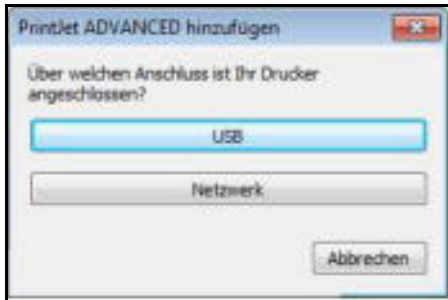 PrintJet ADVANCED hinzufügen
Über welchen Anschluss ist Ihr Drucker
angeschlossen?
USB
Netzwerk
Abbrechen